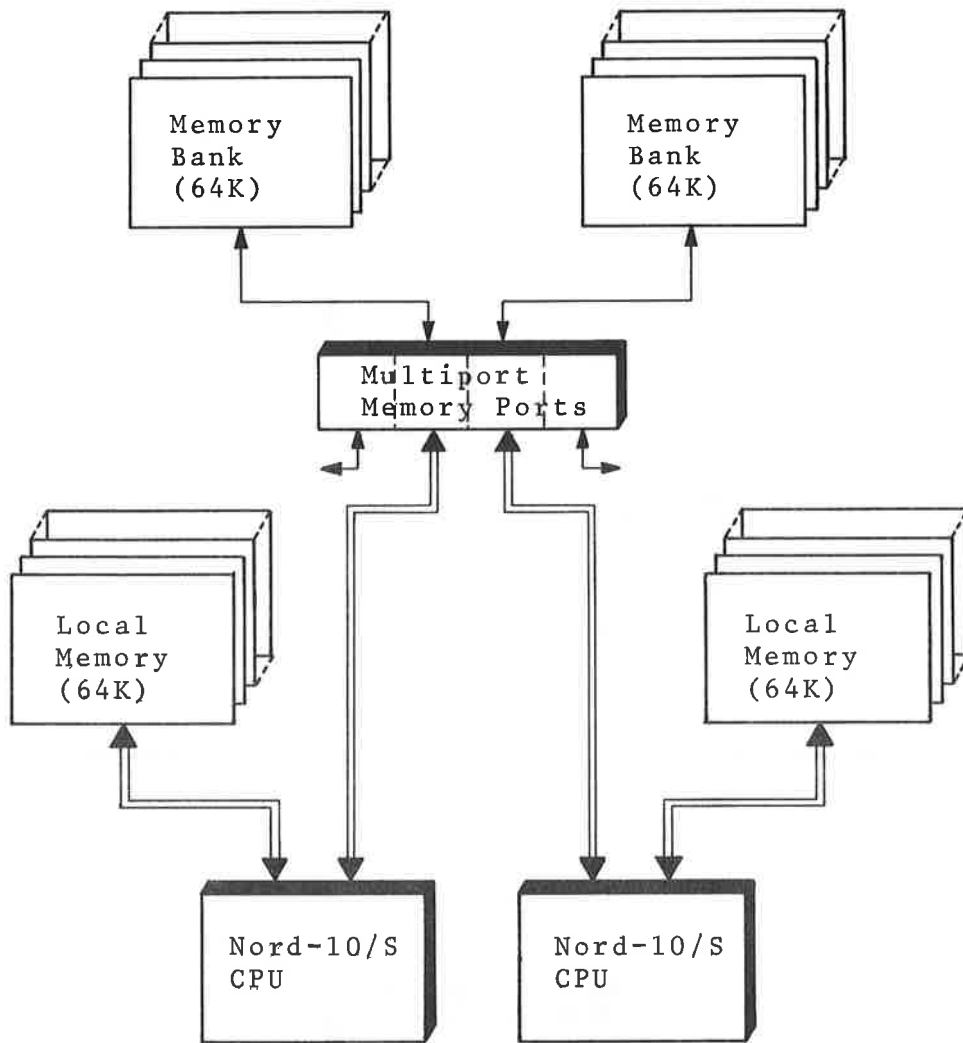 Memory
Bank
(64K)
Memory
Bank
(64K)
Multiport
Memory Ports
Local
Memory
(64K)
Local
Memory
(64K)
Nord-10/S
CPU
Nord-10/S
CPU